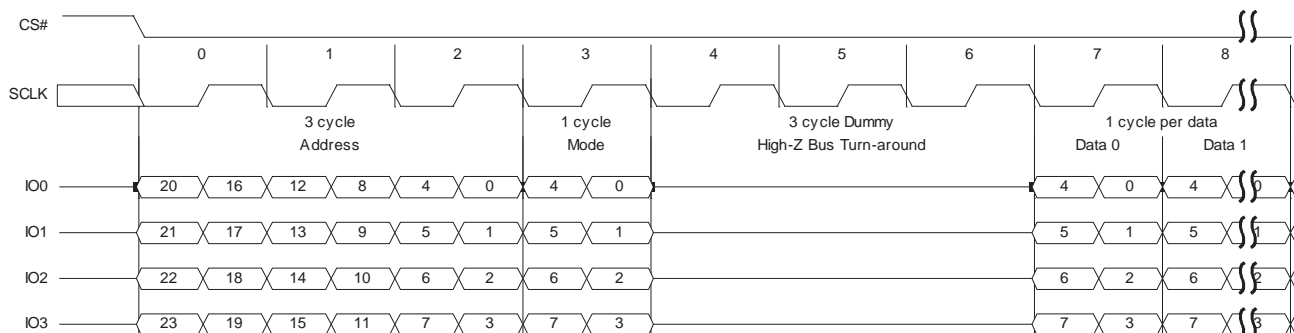 CS#
0 1 2 3 4 5 6 7 8
SCLK
3 cycle 1 cycle 3 cycle Dummy 1 cycle per data
Address Mode High-Z Bus Turn-around Data 0 Data 1
IO0 20 16 12 8 4 0 4 0 4 0 4 0
IO1 21 17 13 9 5 1 5 1 5 1 5 1
IO2 22 18 14 10 6 2 6 2 6 2 6 2
IO3 23 19 15 11 7 3 7 3 7 3 7 3